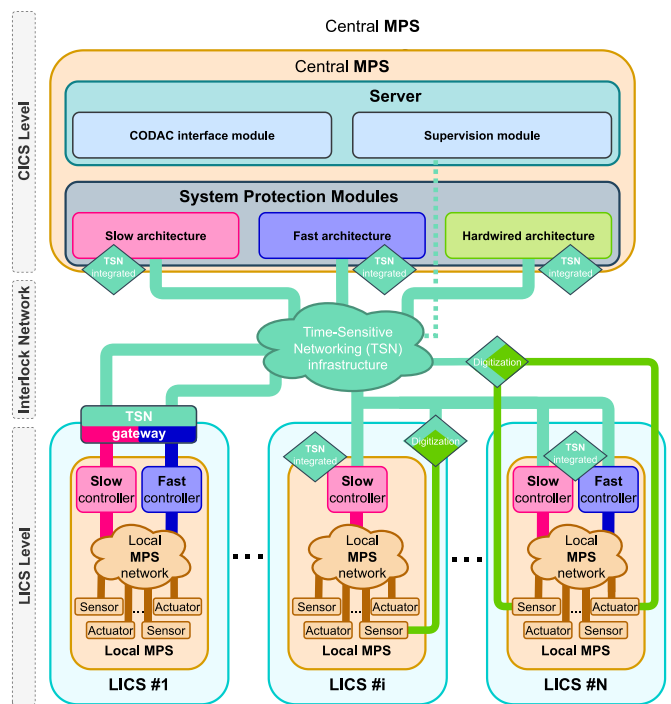 Central MPS
Central MPS
Server
CODAC interface module
Supervision module
System Protection Modules
Slow architecture
Fast architecture
Hardwired architecture
TSN
integrated
TSN
integrated
TSN
integrated
CICS Level
Interlock Network
Time-Sensitive
Networking (TSN)
infrastructure
Digitization
LICS Level
TSN
gateway
Slow
controller
Fast
controller
Local
MPS
network
Sensor
Actuator
...
Actuator
Sensor
Local MPS
LICS #1
....
TSN
integrated
Digitization
Slow
controller
Local
MPS
network
Sensor
Actuator
...
Actuator
Sensor
Local MPS
LICS #i
....
TSN
integrated
Slow
controller
Fast
controller
Local
MPS
network
Sensor
Actuator
...
Actuator
Sensor
Local MPS
LICS #N